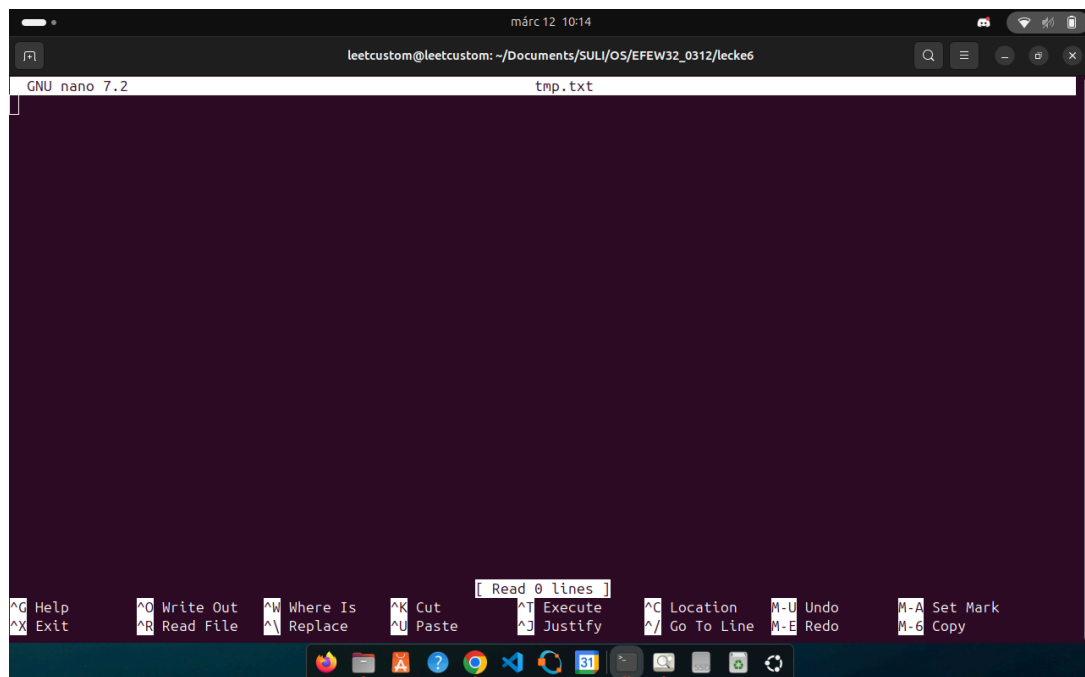 márc 12 10:14
leetcustom@leetcustom: ~/Documents/SULI/OS/EFEW32_0312/lecke6
GNU nano 7.2 tmp.txt
[ Read 0 lines ]
^G Help ^O Write Out ^W Where Is ^K Cut ^T Execute ^C Location M-U Undo M-A Set Mark
^X Exit ^R Read File ^\ Replace ^U Paste ^J Justify ^/ Go To Line M-E Redo M-6 Copy
31